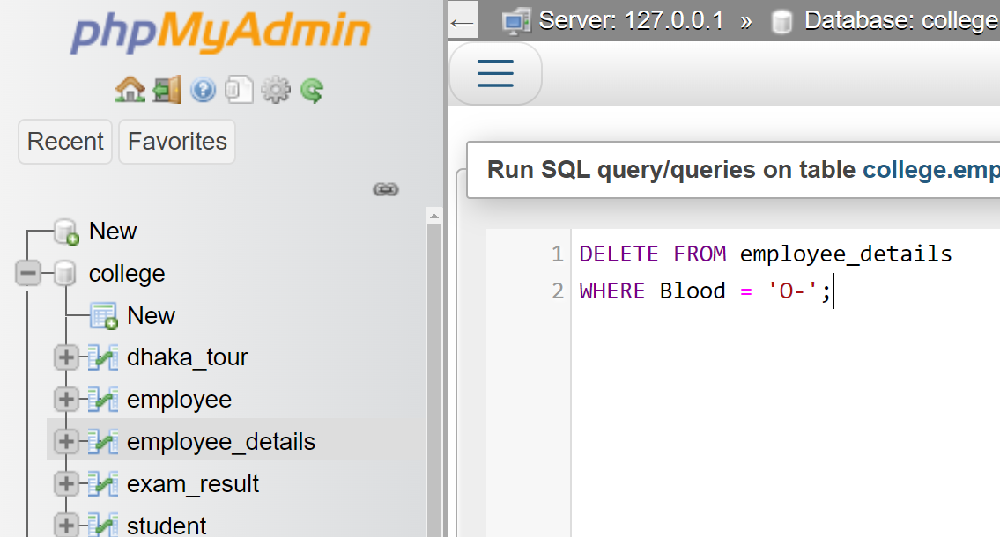 phpMyAdmin
Recent Favorites
New
college
New
dhaka_tour
employee
employee_details
exam_result
student
Server: 127.0.0.1 » Database: college
Run SQL query/queries on table college.emp
1 DELETE FROM employee_details
2 WHERE Blood = 'O-';